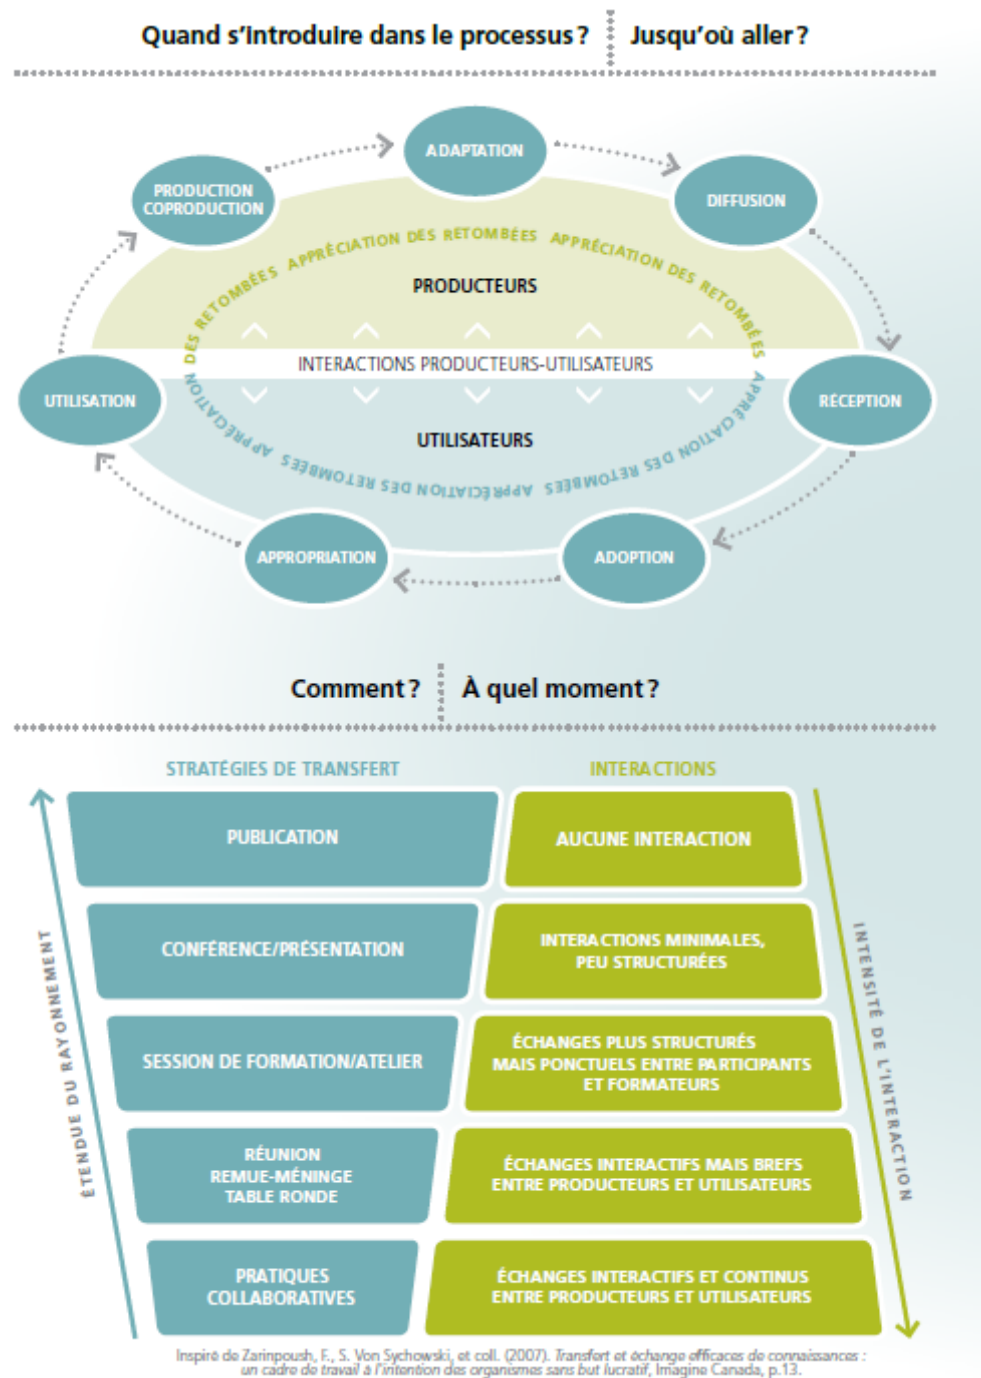 Quand s’introduire dans le processus ? Jusqu’où aller ?
ADAPTATION
PRODUCTION
COPRODUCTION
DIFFUSION
APPRÉCIATION DES RETOMBÉES APPRÉCIATION DES RETOMBÉES APPRÉCIATION DES RETOMBÉES
PRODUCTEURS
INTERACTIONS PRODUCTEURS-UTILISATEURS
UTILISATION
RÉCEPTION
UTILISATEURS
APPRÉCIATION DES RETOMBÉES APPRÉCIATION DES RETOMBÉES APPRÉCIATION
APPROPRIATION
ADOPTION
Comment ? À quel moment ?
STRATÉGIES DE TRANSFERT
INTERACTIONS
PUBLICATION
AUCUNE INTERACTION
CONFÉRENCE/PRÉSENTATION
INTERACTIONS MINIMALES,
PEU STRUCTURÉES
SESSION DE FORMATION/ATELIER
ÉCHANGES PLUS STRUCTURÉS
MAIS PONCTUELS ENTRE PARTICIPANTS
ET FORMATEURS
RÉUNION
REMUE-MÉNINGE
TABLE RONDE
ÉCHANGES INTERACTIFS MAIS BREFS
ENTRE PRODUCTEURS ET UTILISATEURS
PRATIQUES
COLLABORATIVES
ÉCHANGES INTERACTIFS ET CONTINUS
ENTRE PRODUCTEURS ET UTILISATEURS
ÉTENDUE DU RAYONNEMENT
INTENSITÉ DE L’INTERACTION
Inspiré de Zarinpoush, F., S. Von Sychowski, et coll. (2007). Transfert et échange efficaces de connaissances :
un cadre de travail à l’intention des organismes sans but lucratif, Imagine Canada, p.13.